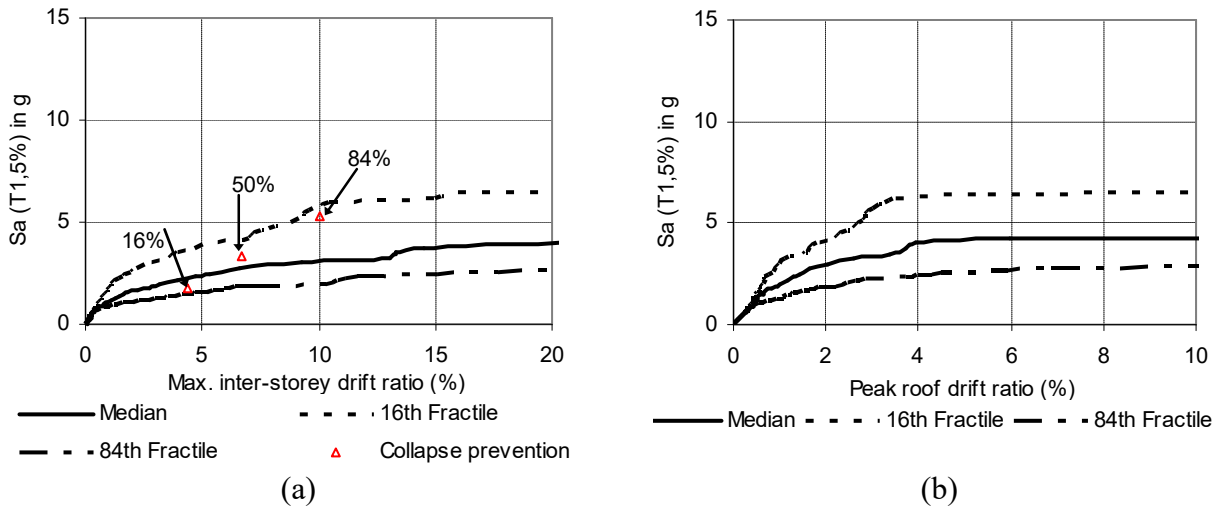 15
10
5
0
Sa (T1,5%) in g
16%
50%
84%
0 5 10 15 20
Max. inter-storey drift ratio (%)
Median 16th Fractile
84th Fractile Collapse prevention
(a)
15
10
5
0
Sa (T1,5%) in g
0 2 4 6 8 10
Peak roof drift ratio (%)
Median 16th Fractile 84th Fractile
(b)